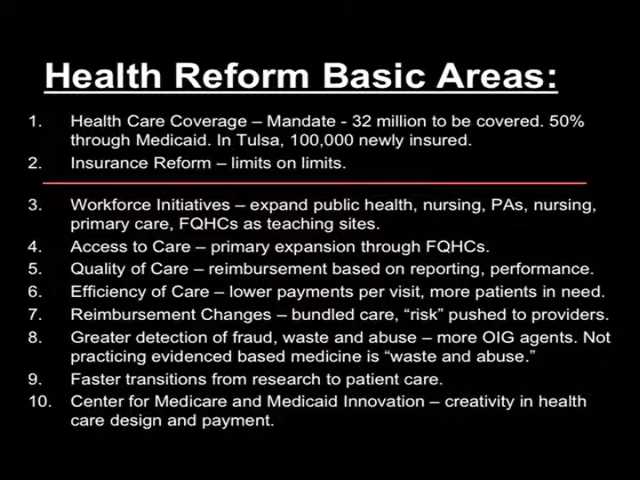 Health Reform Basic Areas:
1. Health Care Coverage – Mandate - 32 million to be covered. 50%
through Medicaid. In Tulsa, 100,000 newly insured.
2. Insurance Reform – limits on limits.
3. Workforce Initiatives – expand public health, nursing, PAs, nursing,
primary care, FQHCs as teaching sites.
4. Access to Care – primary expansion through FQHCs.
5. Quality of Care – reimbursement based on reporting, performance.
6. Efficiency of Care – lower payments per visit, more patients in need.
7. Reimbursement Changes – bundled care, “risk” pushed to providers.
8. Greater detection of fraud, waste and abuse – more OIG agents. Not
practicing evidenced based medicine is “waste and abuse.”
9. Faster transitions from research to patient care.
10. Center for Medicare and Medicaid Innovation – creativity in health
care design and payment.